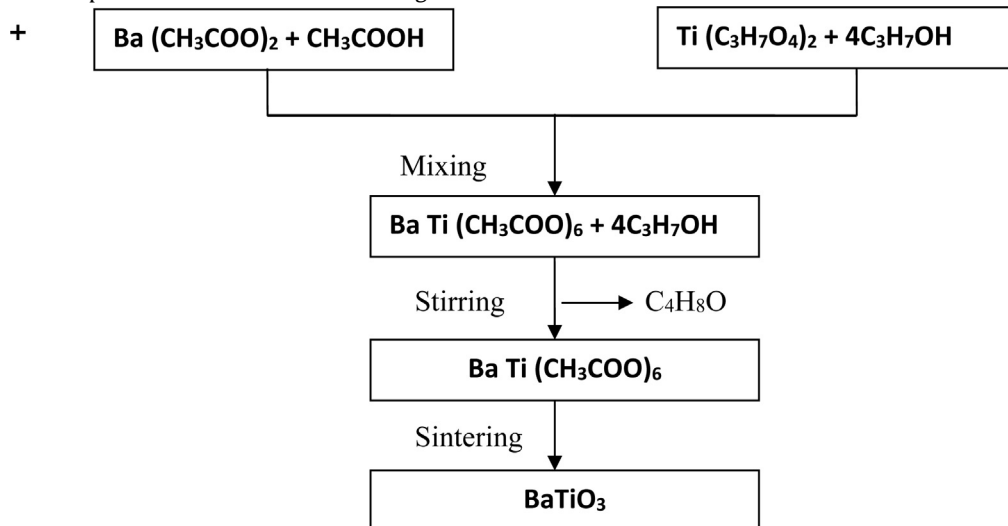 +
Ba (CH₃COO)₂ + CH₃COOH
Ti (C₃H₇O₄)₂ + 4C₃H₇OH
Mixing
Ba Ti (CH₃COO)₆ + 4C₃H₇OH
Stirring
C₄H₈O
Ba Ti (CH₃COO)₆
Sintering
BaTiO₃